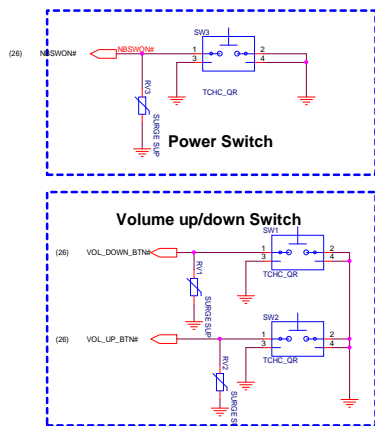 SW3
(26) NBSWON# NBSWON# 1 2
3 4
RV3
SURGE SUP
TCHC_QR
Power Switch
Volume up/down Switch
SW1
(26) VOL_DOWN_BTN# 1 2
3 4
RV1
SURGE SUP
TCHC_QR
SW2
(26) VOL_UP_BTN# 1 2
3 4
RV2
SURGE SUP
TCHC_QR